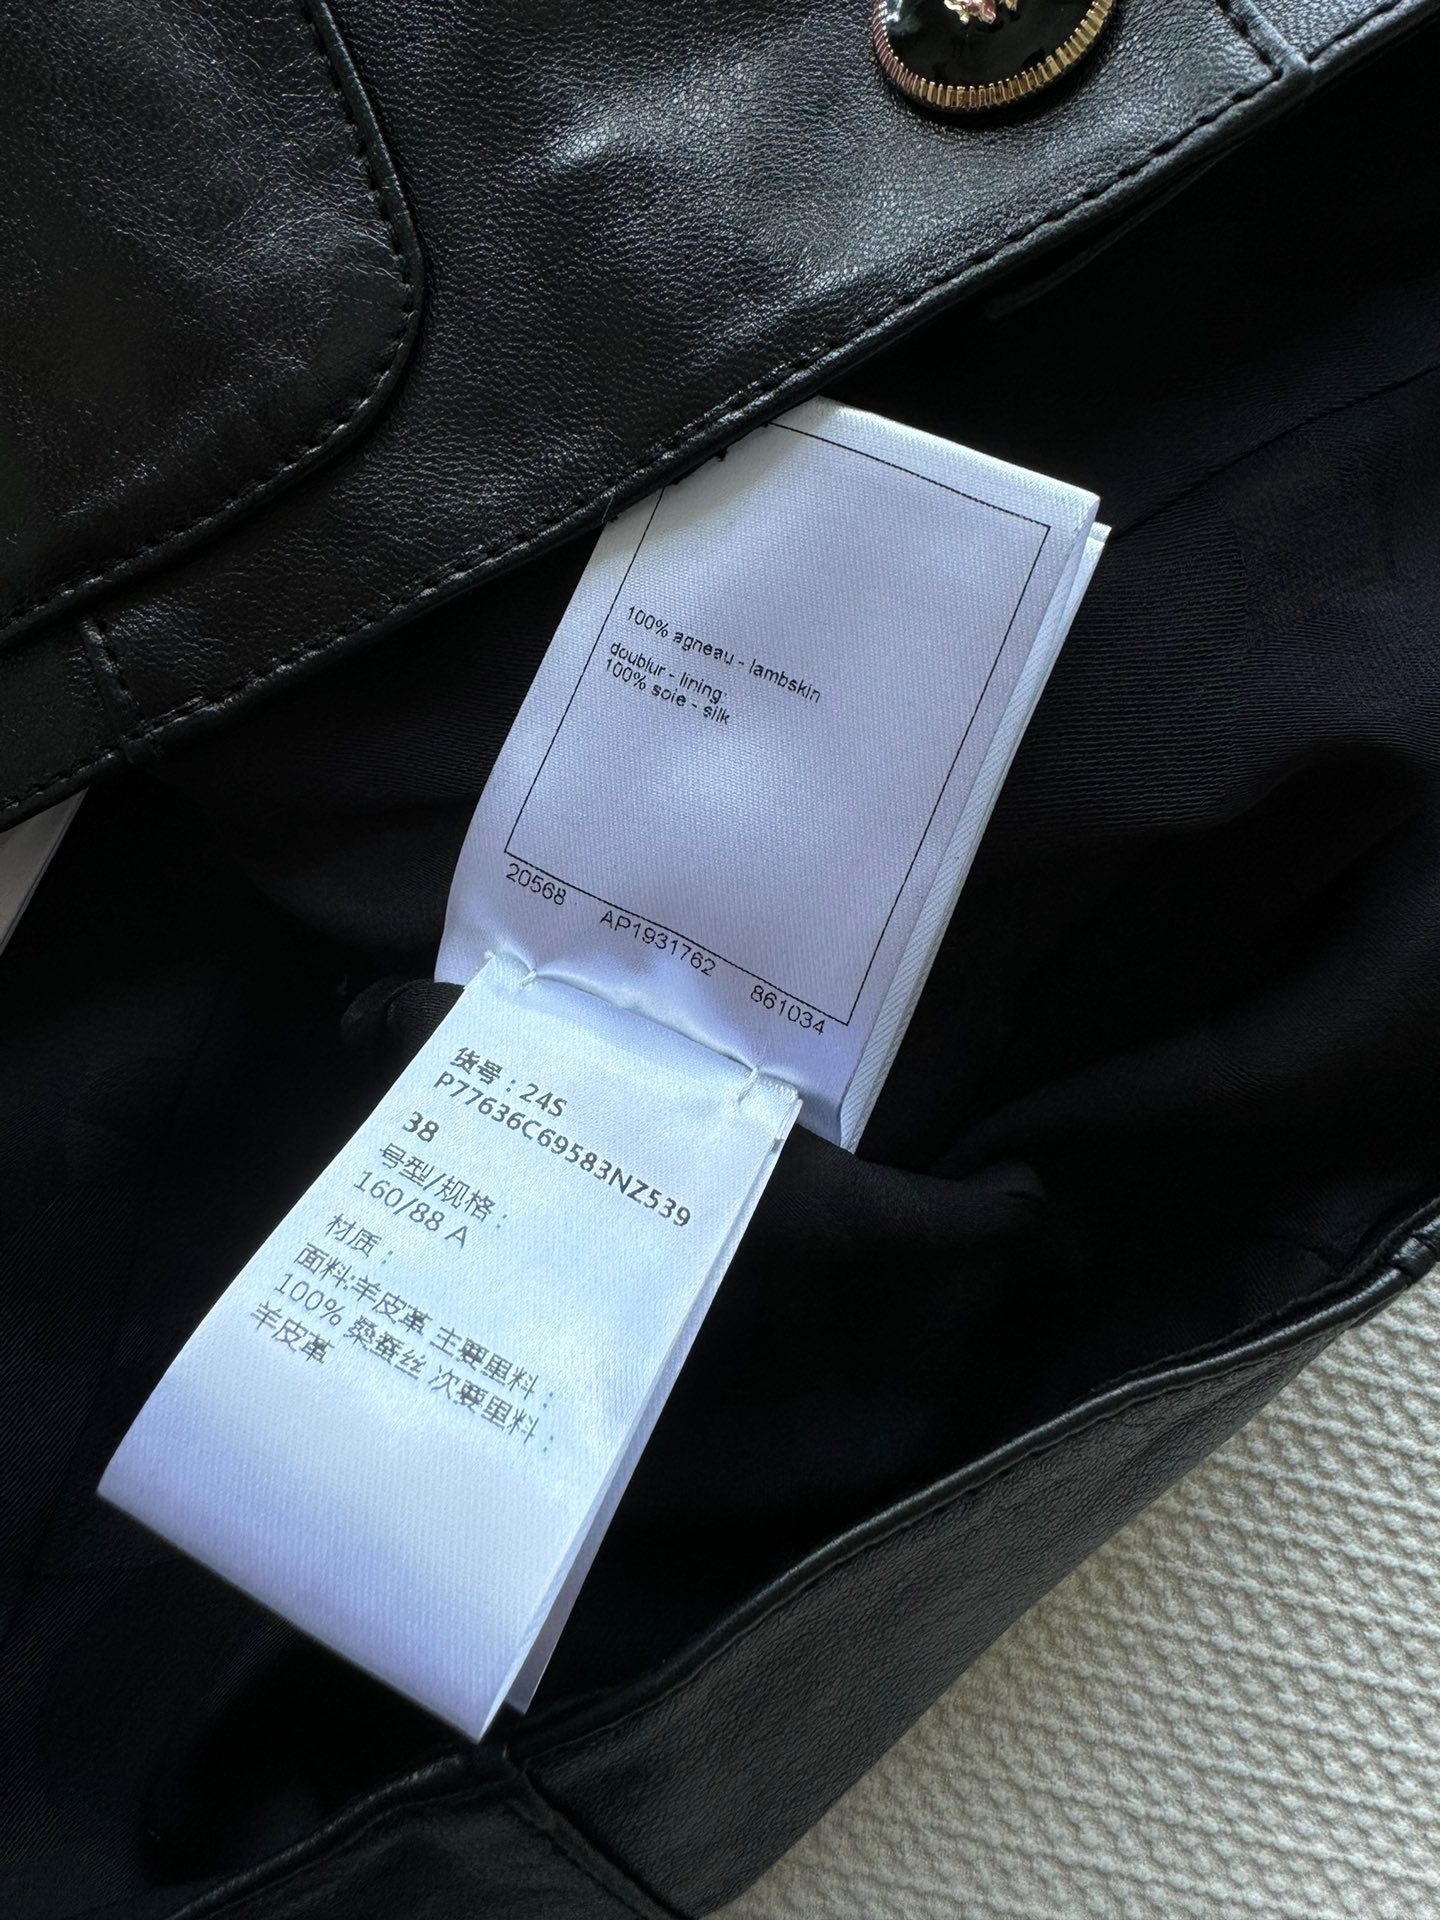 100% agneau - lambskin
doublur - lining:
100% soie - silk
20568 AP1931762 861034
货号：24S
P77636C69583NZ539
38
号型/规格：
160/88 A
材质：
面料:羊皮革 主要里料：
100% 桑蚕丝 次要里料：
羊皮革